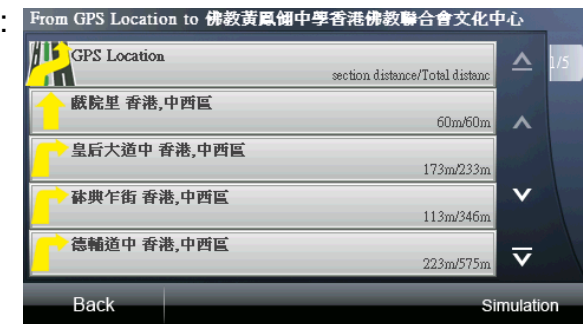 :
From GPS Location to 佛教黃鳳翎中學香港佛教聯合會文化中心
GPS Location
section distance/Total distanc
1/5
戲院里 香港,中西區
60m/60m
皇后大道中 香港,中西區
173m/233m
砵典乍街 香港,中西區
113m/346m
德輔道中 香港,中西區
223m/575m
Back
Simulation